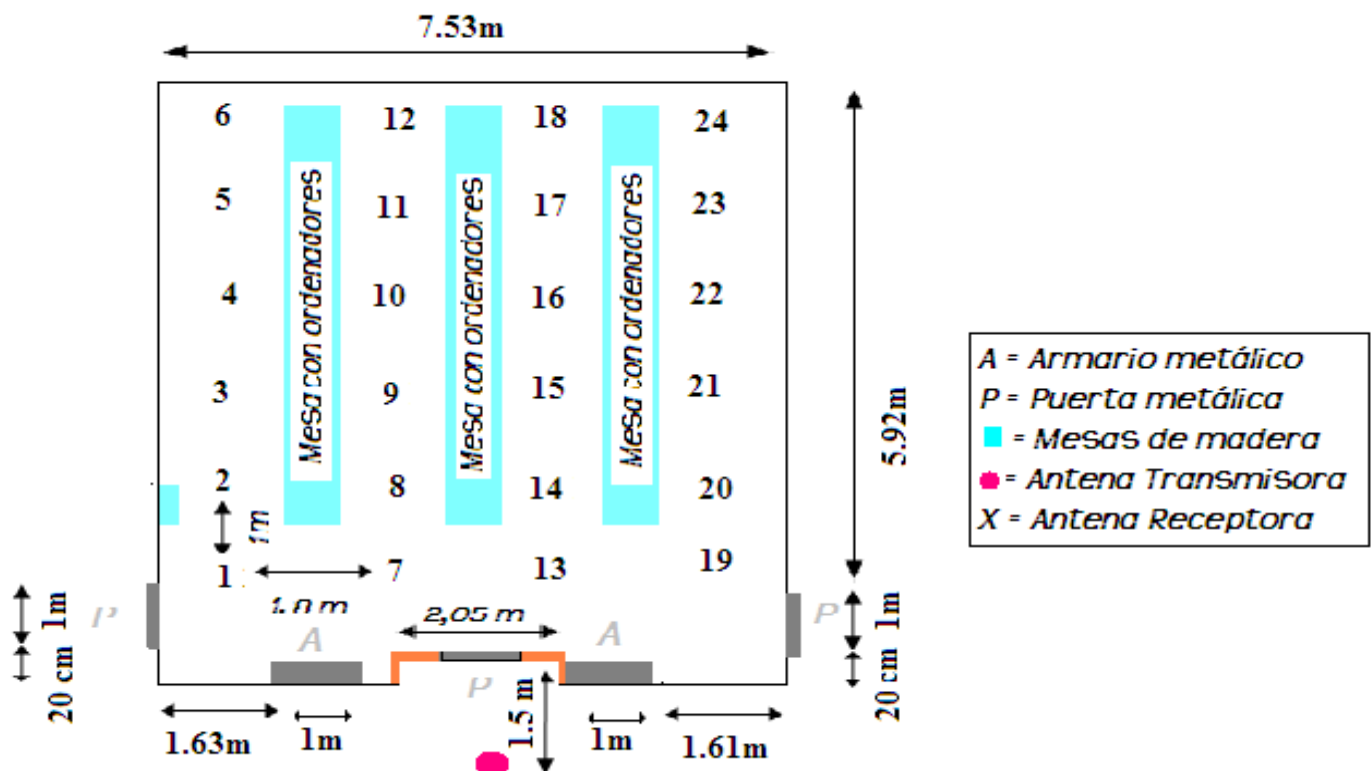 7.53m
6 12 18 24
5 11 17 23
4 10 16 22
3 9 15 21
2 8 14 20
1 7 13 19
Mesa con ordenadores
Mesa con ordenadores
Mesa con ordenadores
1m
1.8 m
2,05 m
5.92m
P
A
A
P
P
1m
20 cm
1m
20 cm
1.63m
1m
1.5 m
1m
1.61m
A = Armario metálico
P = Puerta metálica
= Mesas de madera
= Antena Transmisora
X = Antena Receptora